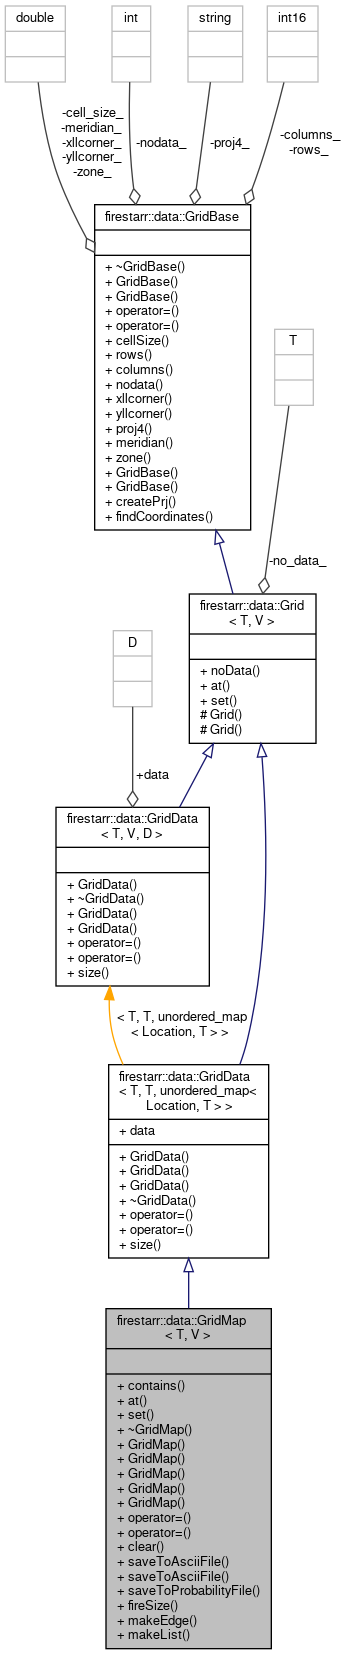 double
int
string
int16
-cell_size_
-meridian_
-xllcorner_
-yllcorner_
-zone_
-nodata_
-proj4_
-columns_
-rows_
firestarr::data::GridBase
+ ~GridBase()
+ GridBase()
+ GridBase()
+ operator=()
+ operator=()
+ cellSize()
+ rows()
+ columns()
+ nodata()
+ xllcorner()
+ yllcorner()
+ proj4()
+ meridian()
+ zone()
+ GridBase()
+ GridBase()
+ createPrj()
+ findCoordinates()
T
-no_data_
firestarr::data::Grid
< T, V >
+ noData()
+ at()
+ set()
# Grid()
# Grid()
D
+data
firestarr::data::GridData
< T, V, D >
+ GridData()
+ ~GridData()
+ GridData()
+ GridData()
+ operator=()
+ operator=()
+ size()
< T, T, unordered_map
< Location, T > >
firestarr::data::GridData
< T, T, unordered_map<
Location, T > >
+ data
+ GridData()
+ GridData()
+ GridData()
+ ~GridData()
+ operator=()
+ operator=()
+ size()
firestarr::data::GridMap
< T, V >
+ contains()
+ at()
+ set()
+ ~GridMap()
+ GridMap()
+ GridMap()
+ GridMap()
+ GridMap()
+ GridMap()
+ operator=()
+ operator=()
+ clear()
+ saveToAsciiFile()
+ saveToAsciiFile()
+ saveToProbabilityFile()
+ fireSize()
+ makeEdge()
+ makeList()